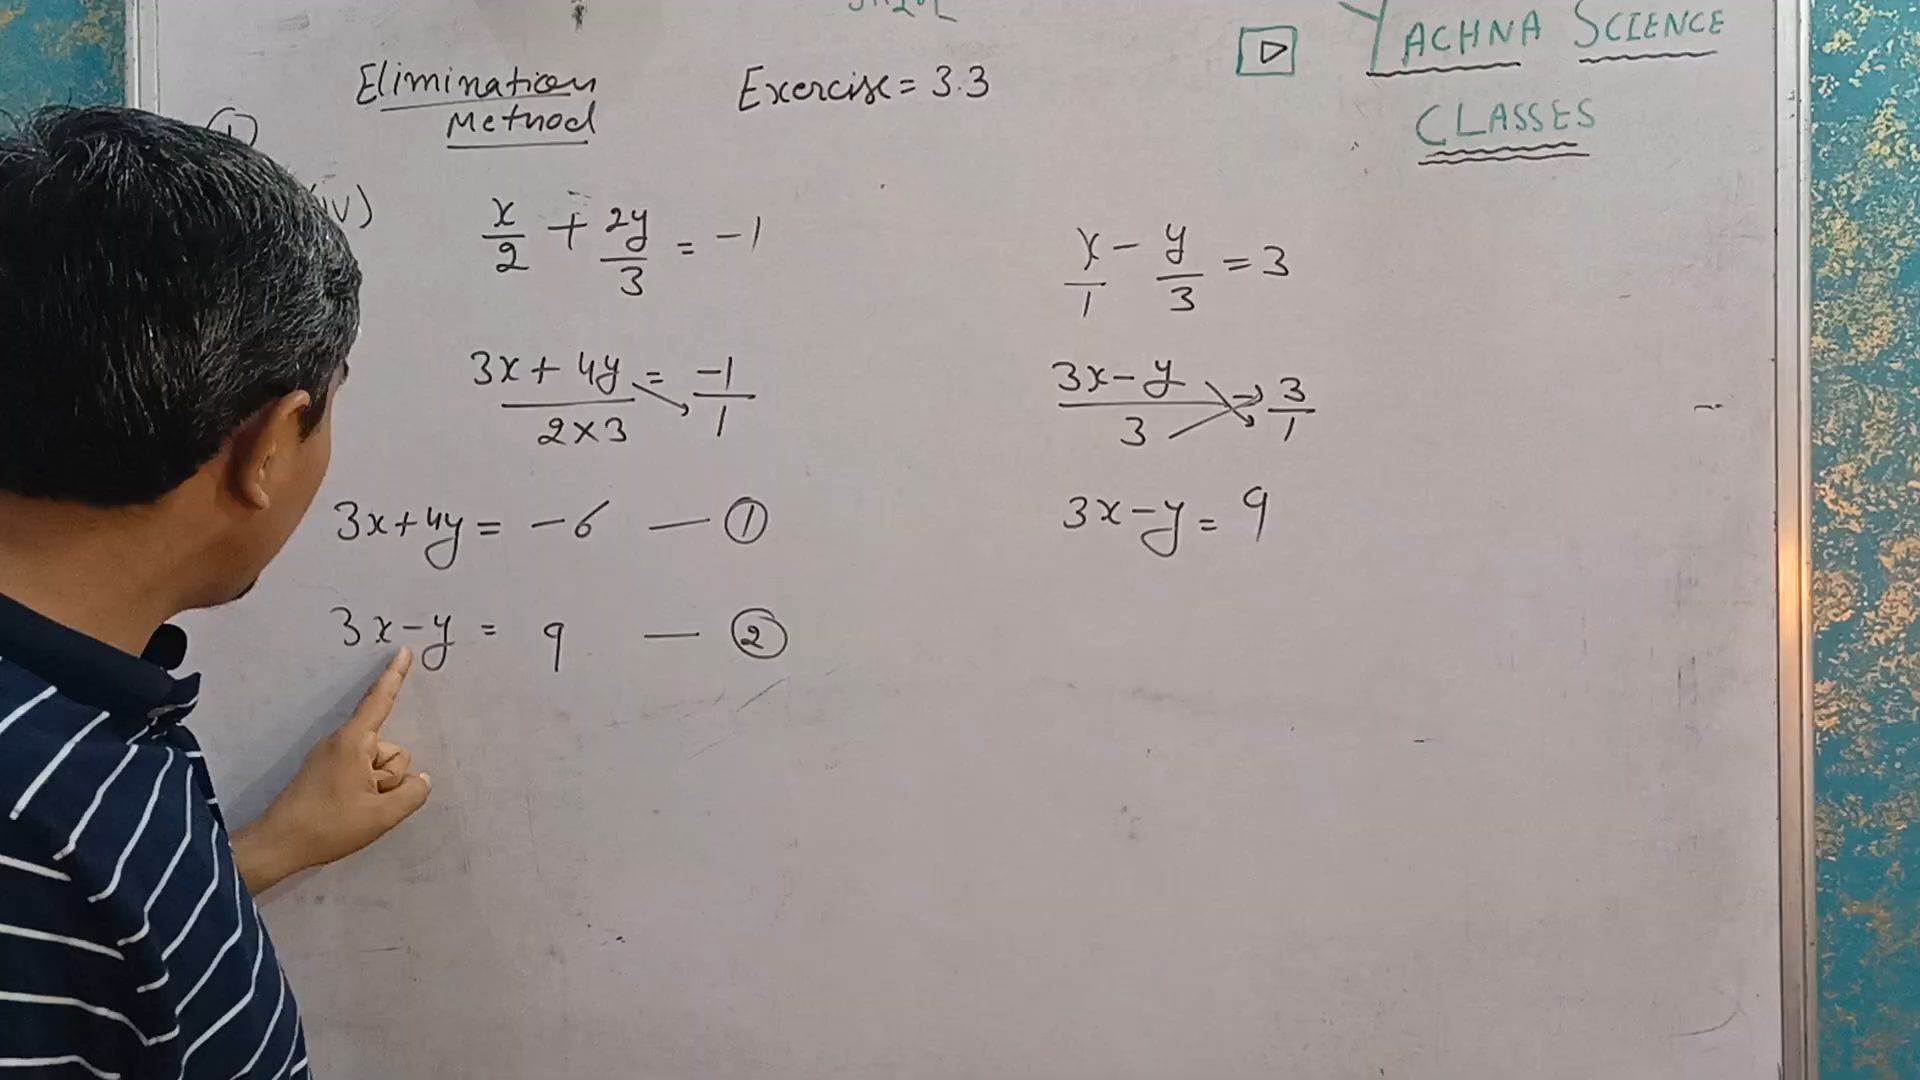 YACHNA SCIENCE
CLASSES
Elimination
Method
Exercise = 3.3
(iv)
x/2 + 2y/3 = -1
x/1 - y/3 = 3
3x + 4y / 2×3 = -1/1
3x - y / 3 = 3/1
3x + 4y = -6 — ①
3x - y = 9
3x - y = 9 — ②